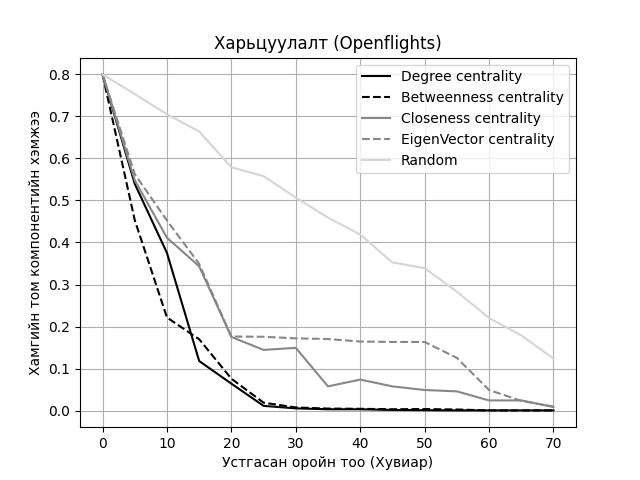 Харьцуулалт (Openflights)
Degree centrality
Betweenness centrality
Closeness centrality
EigenVector centrality
Random
Хамгийн том компонентийн хэмжээ
0.8
0.7
0.6
0.5
0.4
0.3
0.2
0.1
0.0
0 10 20 30 40 50 60 70
Устгасан оройн тоо (Хувиар)